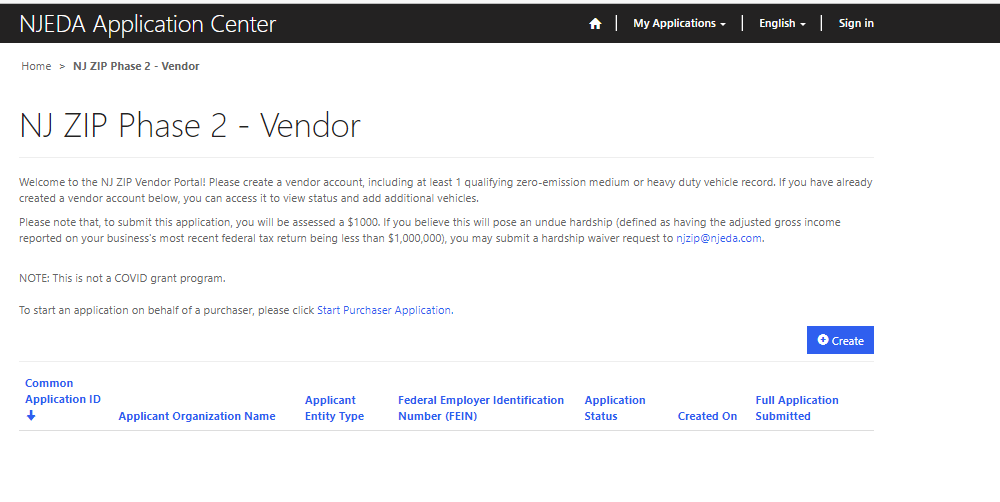 NJEDA Application Center
My Applications
English
Sign in
Home > NJ ZIP Phase 2 - Vendor
NJ ZIP Phase 2 - Vendor
Welcome to the NJ ZIP Vendor Portal! Please create a vendor account, including at least 1 qualifying zero-emission medium or heavy duty vehicle record. If you have already
created a vendor account below, you can access it to view status and add additional vehicles.
Please note that, to submit this application, you will be assessed a $1000. If you believe this will pose an undue hardship (defined as having the adjusted gross income
reported on your business's most recent federal tax return being less than $1,000,000), you may submit a hardship waiver request to njzip@njeda.com.
NOTE: This is not a COVID grant program.
To start an application on behalf of a purchaser, please click Start Purchaser Application.
Create
Common
Application ID
Applicant Organization Name
Applicant
Entity Type
Federal Employer Identification
Number (FEIN)
Application
Status
Created On
Full Application
Submitted